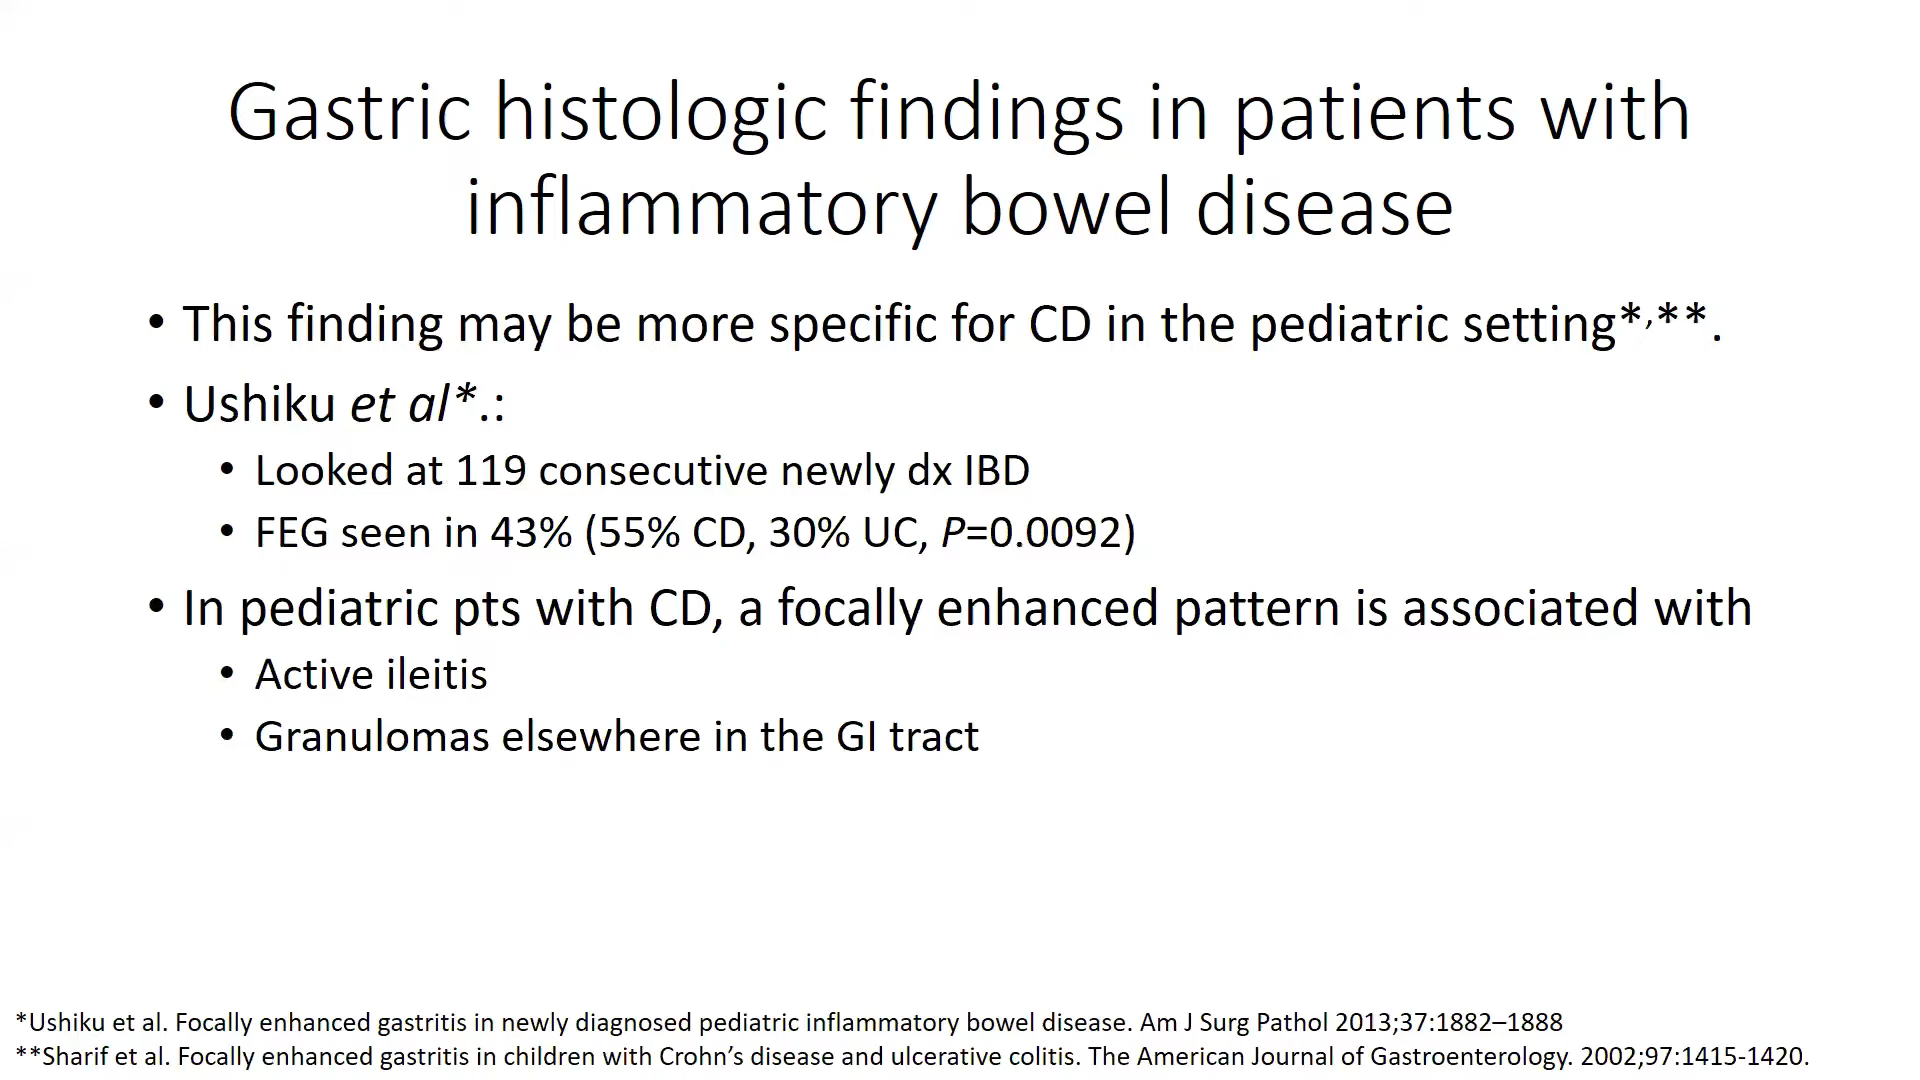 Gastric histologic findings in patients with
inflammatory bowel disease
• This finding may be more specific for CD in the pediatric setting*,**.
• Ushiku et al*.:
• Looked at 119 consecutive newly dx IBD
• FEG seen in 43% (55% CD, 30% UC, P=0.0092)
• In pediatric pts with CD, a focally enhanced pattern is associated with
• Active ileitis
• Granulomas elsewhere in the GI tract
*Ushiku et al. Focally enhanced gastritis in newly diagnosed pediatric inflammatory bowel disease. Am J Surg Pathol 2013;37:1882–1888
**Sharif et al. Focally enhanced gastritis in children with Crohn’s disease and ulcerative colitis. The American Journal of Gastroenterology. 2002;97:1415-1420.